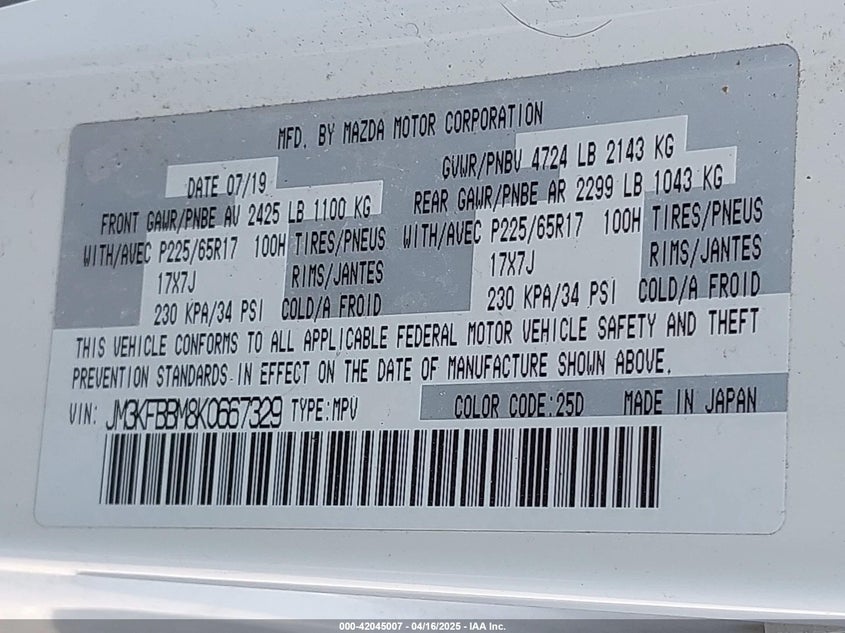 MFD. BY MAZDA MOTOR CORPORATION
DATE 07/19 GVWR/PNBV 4724 LB 2143 KG
FRONT GAWR/PNBE AV 2425 LB 1100 KG REAR GAWR/PNBE AR 2299 LB 1043 KG
WITH/AVEC P225/65R17 100H TIRES/PNEUS WITH/AVEC P225/65R17 100H TIRES/PNEUS
17X7J RIMS/JANTES 17X7J RIMS/JANTES
230 KPA/34 PSI COLD/A FROID 230 KPA/34 PSI COLD/A FROID
THIS VEHICLE CONFORMS TO ALL APPLICABLE FEDERAL MOTOR VEHICLE SAFETY AND THEFT
PREVENTION STANDARDS IN EFFECT ON THE DATE OF MANUFACTURE SHOWN ABOVE.
VIN: JM3KFBBM8K0667329 TYPE:MPV COLOR CODE:25D MADE IN JAPAN
000-42045007 - 04/16/2025 - IAA Inc.